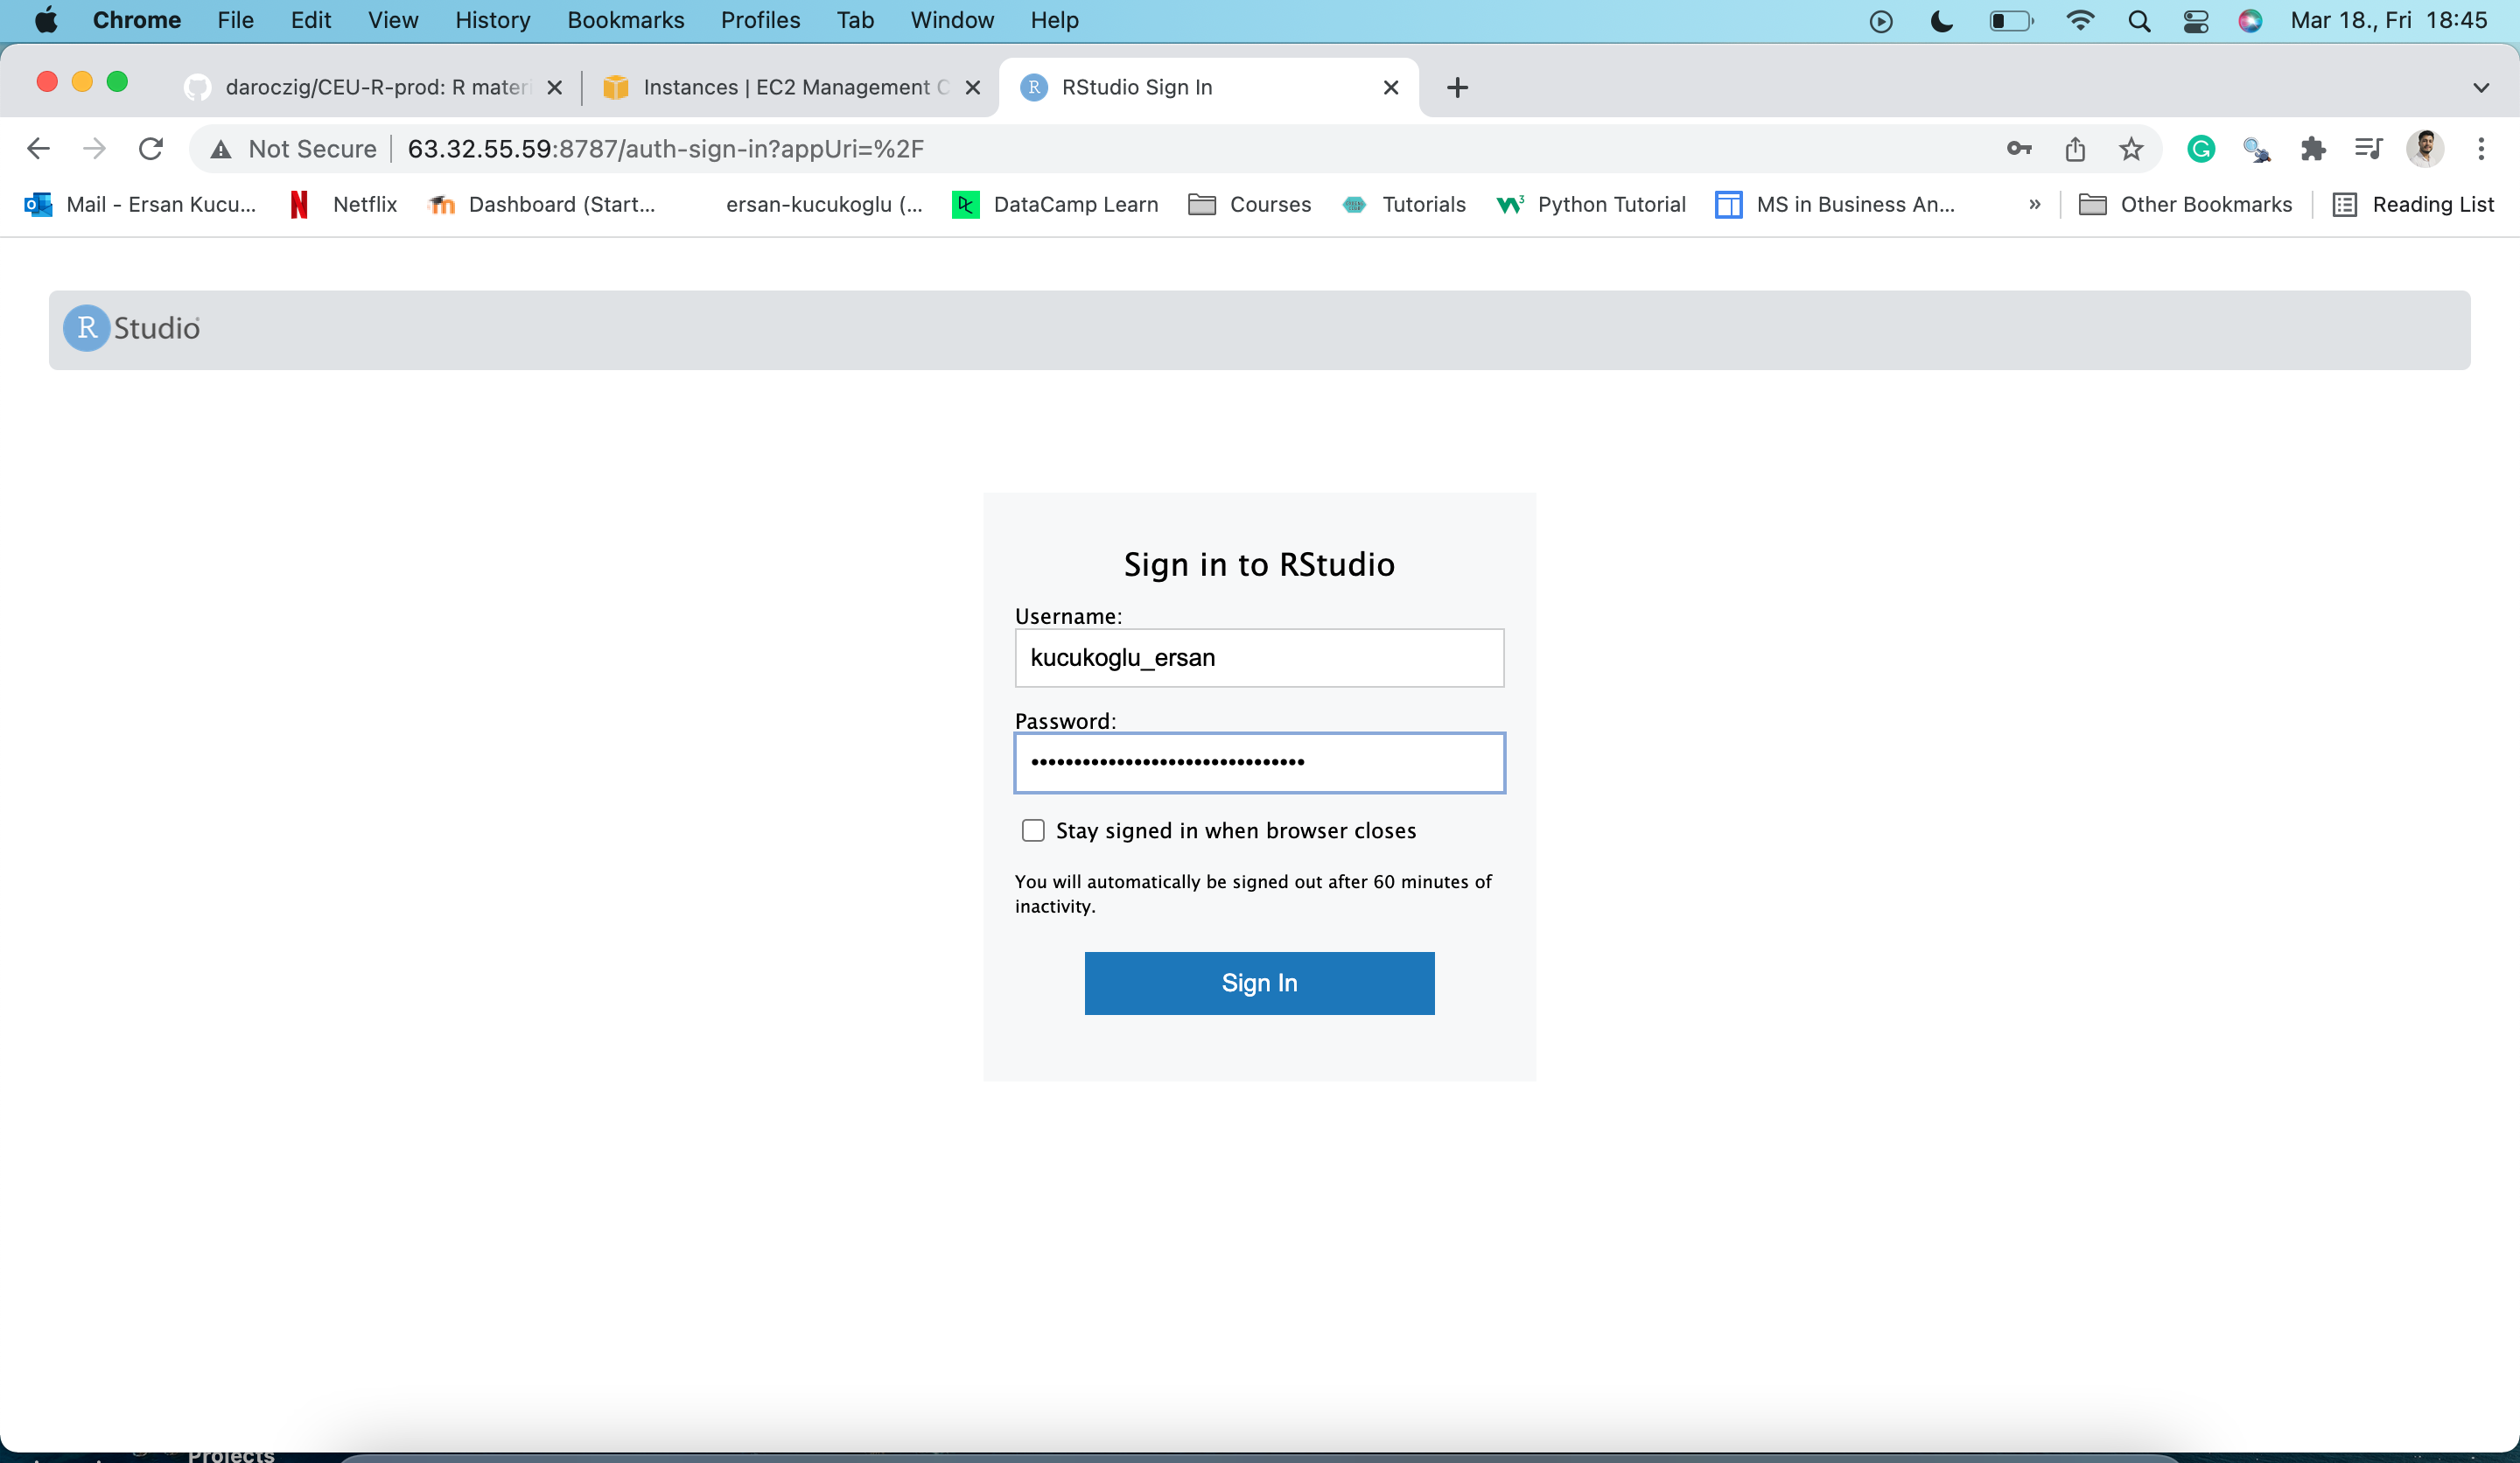 Chrome File Edit View History Bookmarks Profiles Tab Window Help Mar 18., Fri 18:45
daroczig/CEU-R-prod: R mater Instances | EC2 Management C R RStudio Sign In
Not Secure 63.32.55.59:8787/auth-sign-in?appUri=%2F
Mail - Ersan Kucu... Netflix Dashboard (Start... ersan-kucukoglu (... DataCamp Learn Courses Tutorials Python Tutorial MS in Business An... » Other Bookmarks Reading List
R Studio
Sign in to RStudio
Username:
kucukoglu_ersan
Password:
••••••••••••••••••••••••••••••••
Stay signed in when browser closes
You will automatically be signed out after 60 minutes of
inactivity.
Sign In
Projects